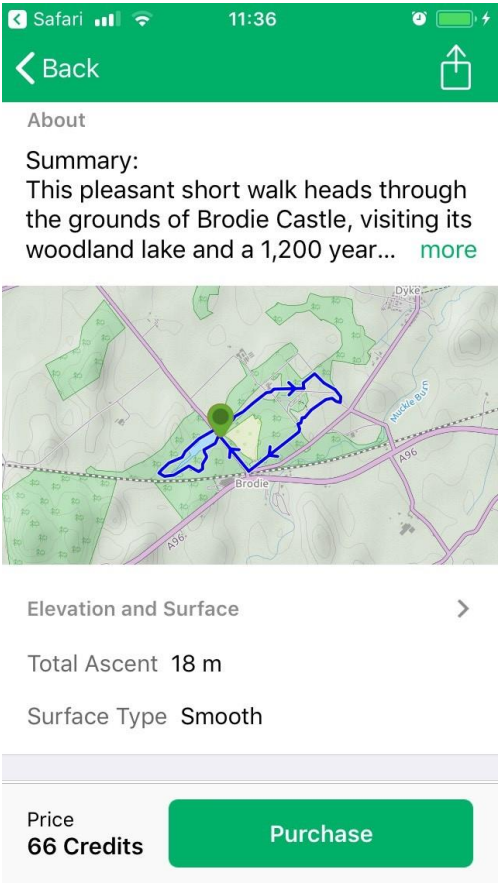 Safari 11:36
Back
About
Summary:
This pleasant short walk heads through
the grounds of Brodie Castle, visiting its
woodland lake and a 1,200 year... more
Dyke
Muckle Burn
A96
Brodie
A96
Elevation and Surface
Total Ascent 18 m
Surface Type Smooth
Price
66 Credits
Purchase